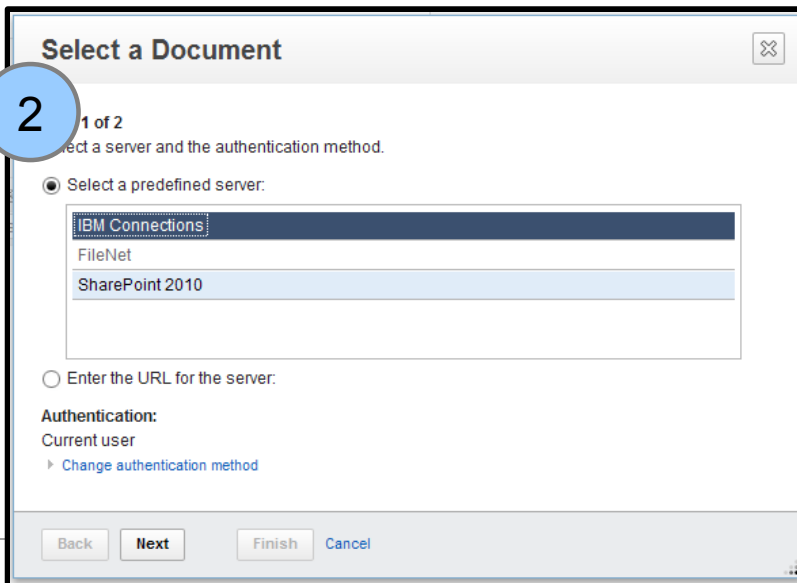 Select a Document
2
1 of 2
ect a server and the authentication method.
Select a predefined server:
IBM Connections
FileNet
SharePoint 2010
Enter the URL for the server:
Authentication:
Current user
Change authentication method
Back Next Finish Cancel